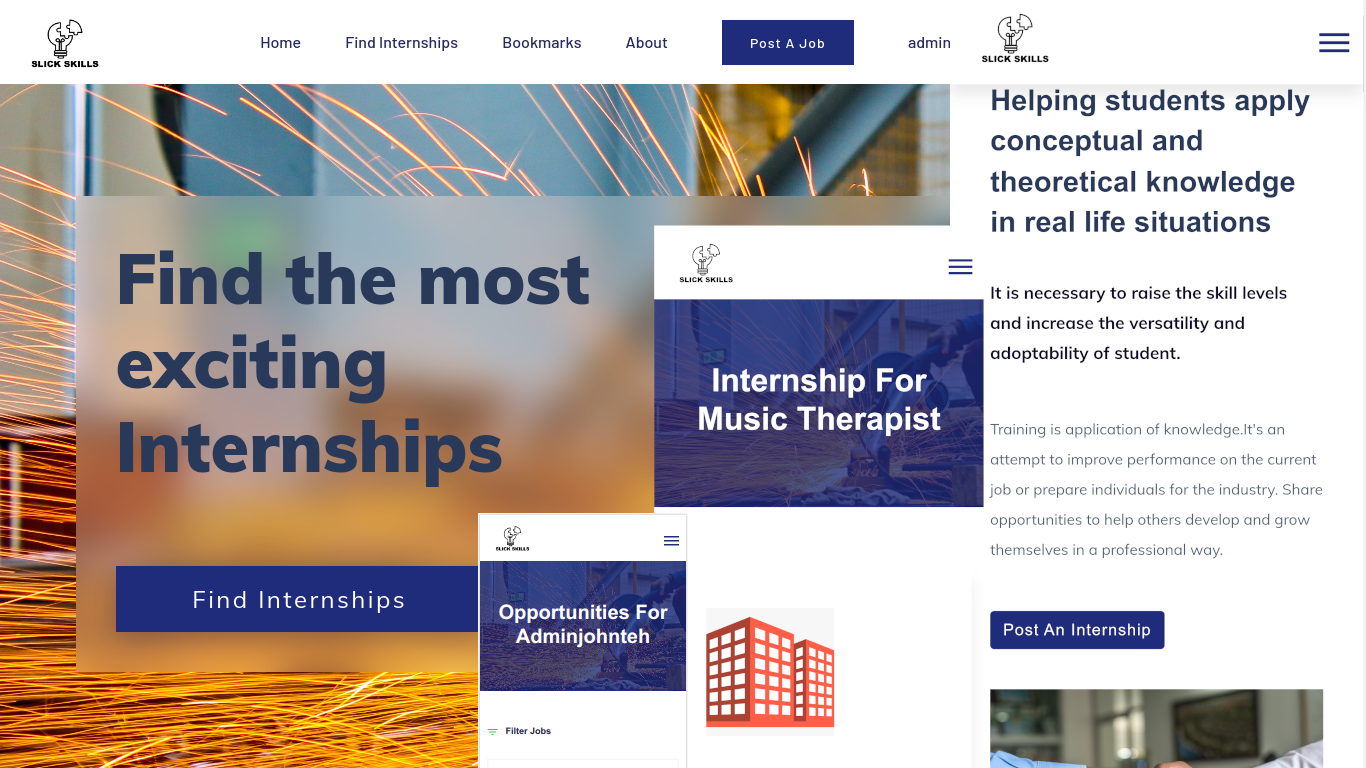 SLICK SKILLS
Home
Find Internships
Bookmarks
About
Post A Job
admin
SLICK SKILLS
Find the most
exciting
Internships
Find Internships
SLICK SKILLS
Internship For
Music Therapist
SLICK SKILLS
Opportunities For
Adminjohnteh
Filter Jobs
Helping students apply
conceptual and
theoretical knowledge
in real life situations
It is necessary to raise the skill levels
and increase the versatility and
adoptability of student.
Training is application of knowledge.It's an
attempt to improve performance on the current
job or prepare individuals for the industry. Share
opportunities to help others develop and grow
themselves in a professional way.
Post An Internship